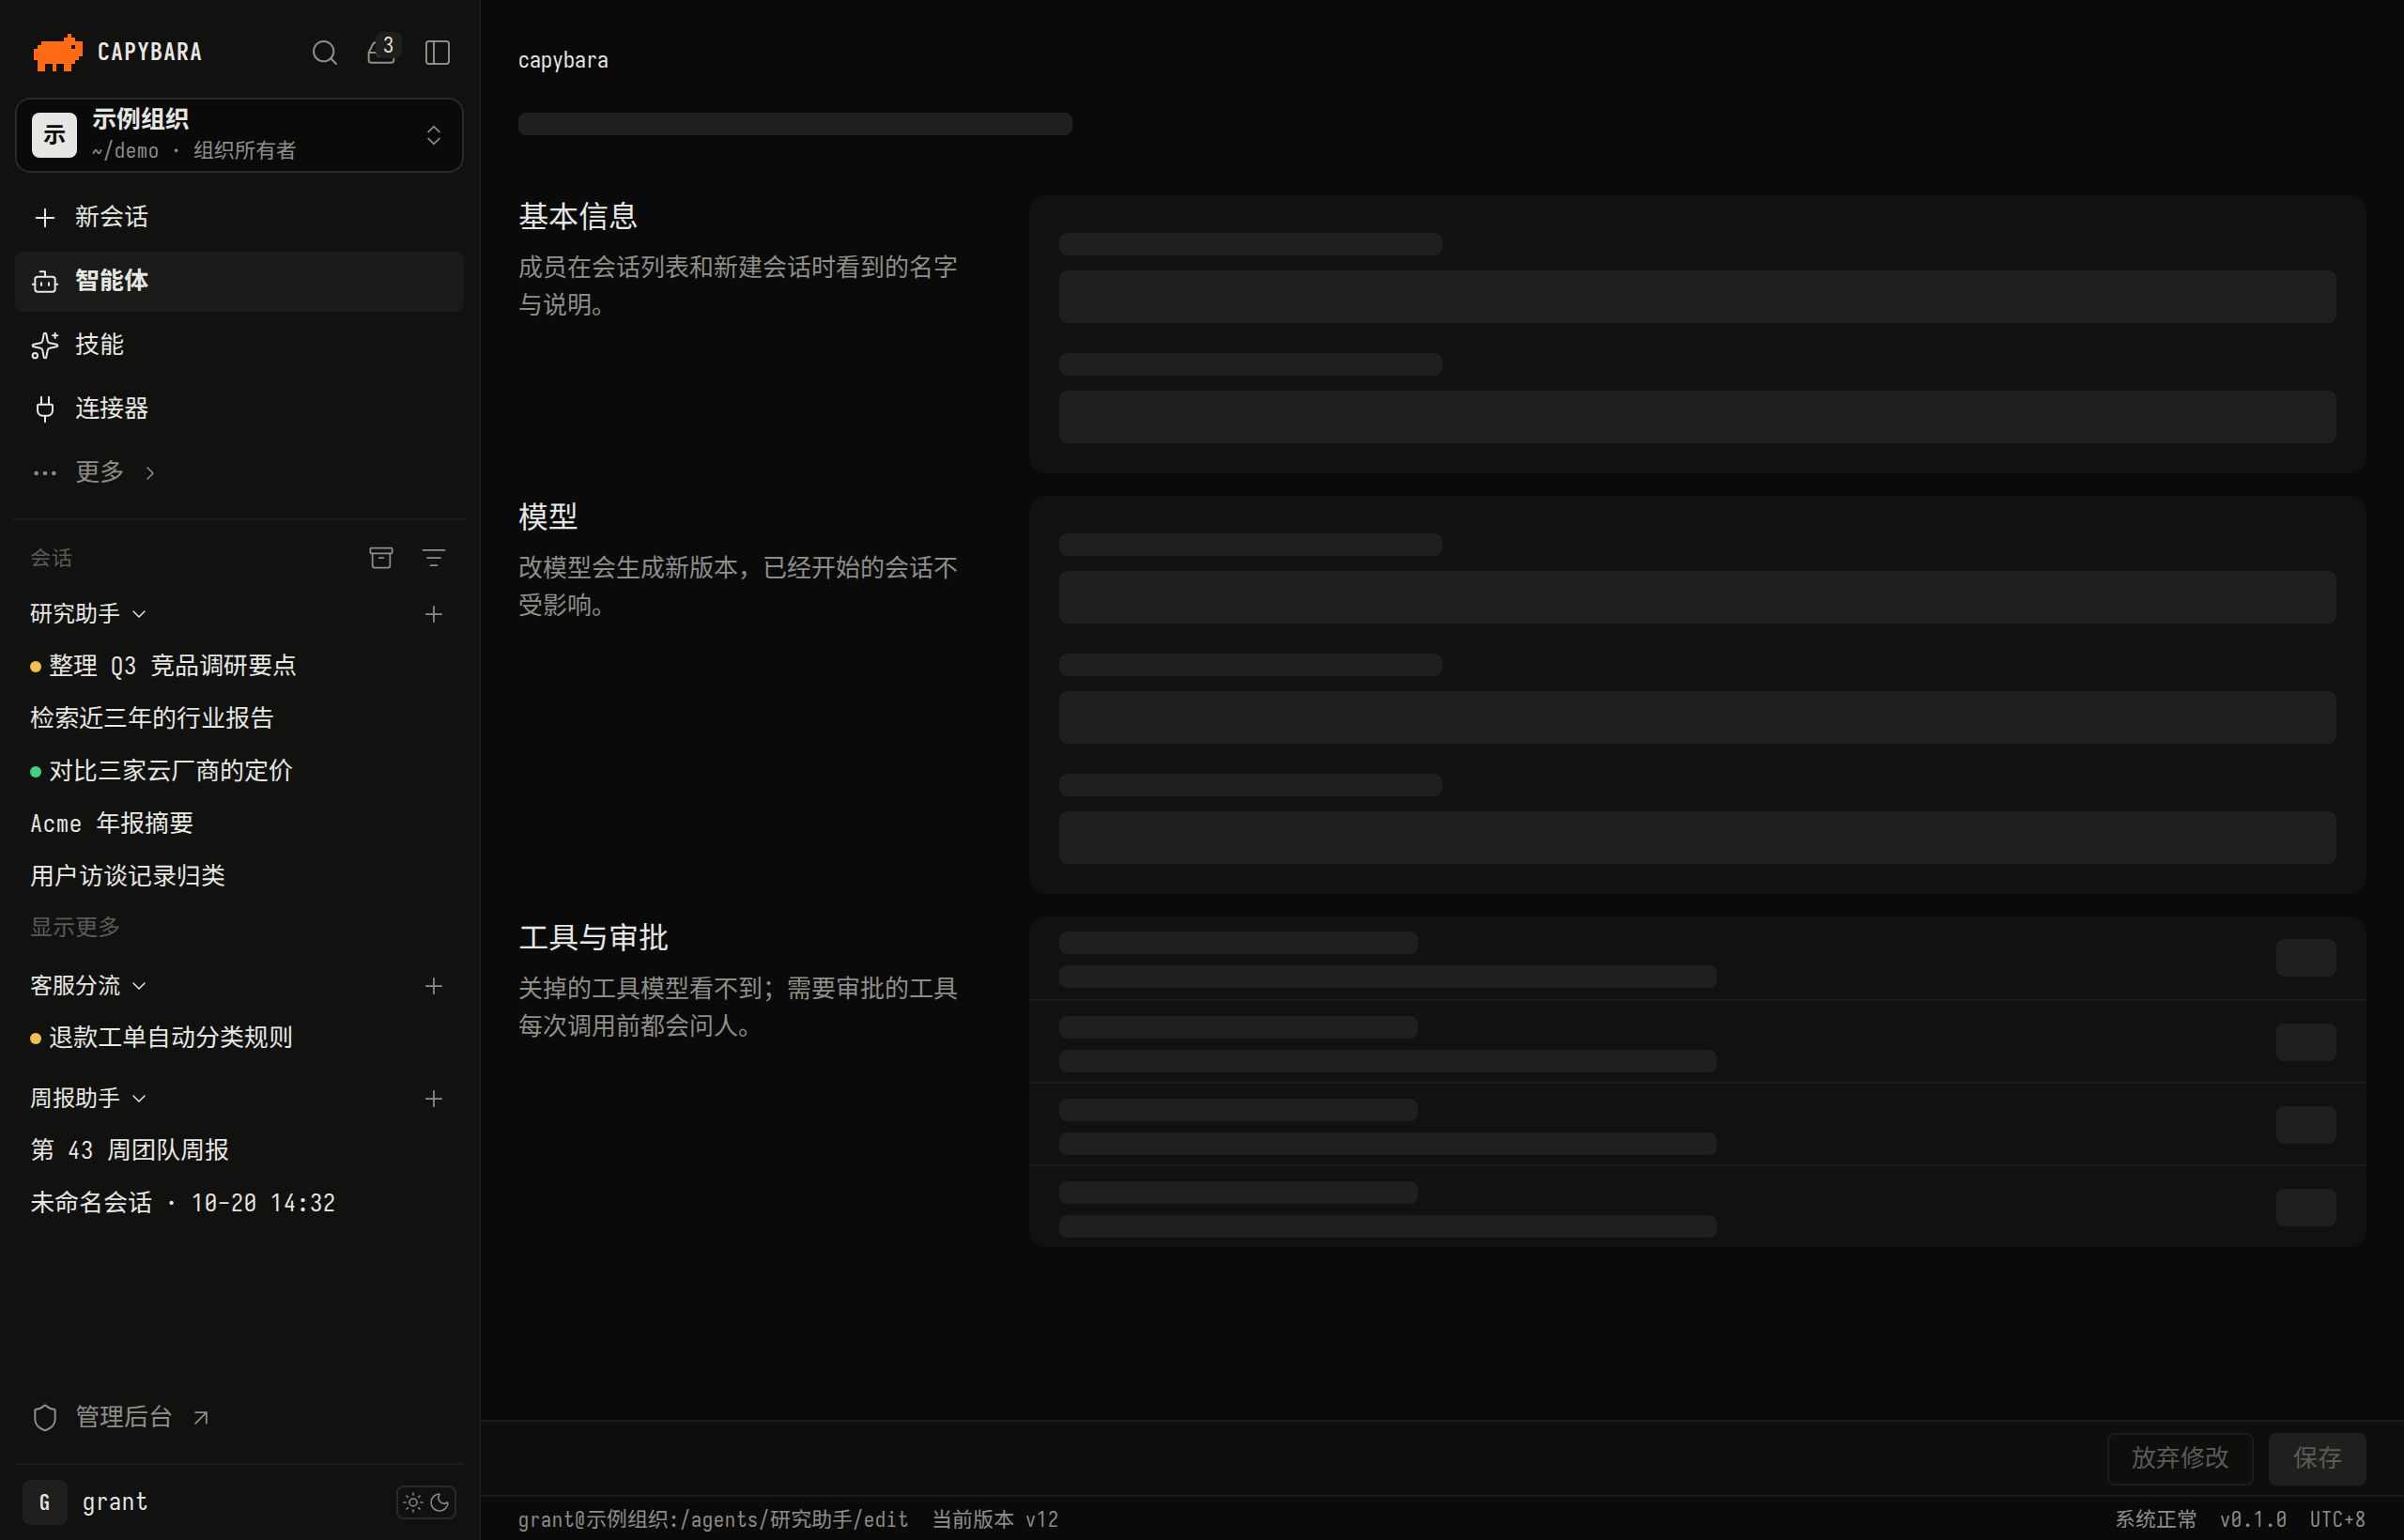 CAPYBARA
3
示 示例组织
~/demo · 组织所有者
新会话
智能体
技能
连接器
更多
会话
研究助手
整理 Q3 竞品调研要点
检索近三年的行业报告
对比三家云厂商的定价
Acme 年报摘要
用户访谈记录归类
显示更多
客服分流
退款工单自动分类规则
周报助手
第 43 周团队周报
未命名会话 · 10-20 14:32
管理后台
G grant
capybara
基本信息
成员在会话列表和新建会话时看到的名字
与说明。
模型
改模型会生成新版本，已经开始的会话不
受影响。
工具与审批
关掉的工具模型看不到；需要审批的工具
每次调用前都会问人。
放弃修改 保存
grant@示例组织:/agents/研究助手/edit 当前版本 v12 系统正常 v0.1.0 UTC+8